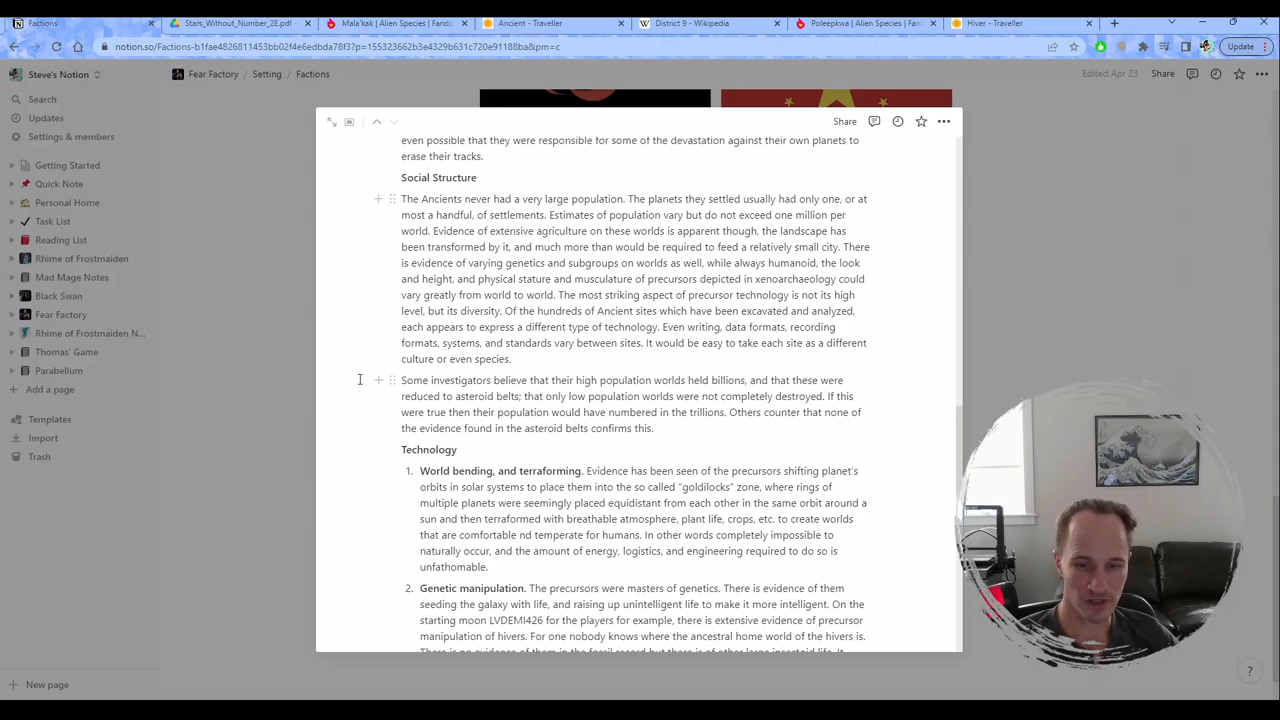 Factions
Stars_Without_Number_2E.pdf -
Mala'kak | Alien Species | Fando
Ancient - Traveller
District 9 - Wikipedia
Poleepkwa | Alien Species | Fan
Hiver - Traveller
notion.so/Factions-b1fae4826811453bb02f4e6edbda78f3?p=155323662b3e4329b631c720e91188ba&pm=c
Update
Steve's Notion
Fear Factory / Setting / Factions
Edited Apr 23
Share
Search
Updates
Settings & members
Getting Started
Quick Note
Personal Home
Task List
Reading List
Rhime of Frostmaiden
Mad Mage Notes
Black Swan
Fear Factory
Rhime of Frostmaiden N...
Thomas' Game
Parabellum
Add a page
Templates
Import
Trash
New page
Share
even possible that they were responsible for some of the devastation against their own planets to
erase their tracks.
Social Structure
The Ancients never had a very large population. The planets they settled usually had only one, or at
most a handful, of settlements. Estimates of population vary but do not exceed one million per
world. Evidence of extensive agriculture on these worlds is apparent though, the landscape has
been transformed by it, and much more than would be required to feed a relatively small city. There
is evidence of varying genetics and subgroups on worlds as well, while always humanoid, the look
and height, and physical stature and musculature of precursors depicted in xenoarchaeology could
vary greatly from world to world. The most striking aspect of precursor technology is not its high
level, but its diversity. Of the hundreds of Ancient sites which have been excavated and analyzed,
each appears to express a different type of technology. Even writing, data formats, recording
formats, systems, and standards vary between sites. It would be easy to take each site as a different
culture or even species.
Some investigators believe that their high population worlds held billions, and that these were
reduced to asteroid belts; that only low population worlds were not completely destroyed. If this
were true then their population would have numbered in the trillions. Others counter that none of
the evidence found in the asteroid belts confirms this.
Technology
1. World bending, and terraforming. Evidence has been seen of the precursors shifting planet's
orbits in solar systems to place them into the so called "goldilocks" zone, where rings of
multiple planets were seemingly placed equidistant from each other in the same orbit around a
sun and then terraformed with breathable atmosphere, plant life, crops, etc. to create worlds
that are comfortable nd temperate for humans. In other words completely impossible to
naturally occur, and the amount of energy, logistics, and engineering required to do so is
unfathomable.
2. Genetic manipulation. The precursors were masters of genetics. There is evidence of them
seeding the galaxy with life, and raising up unintelligent life to make it more intelligent. On the
starting moon LVDEMI426 for the players for example, there is extensive evidence of precursor
manipulation of hivers. For one nobody knows where the ancestral home world of the hivers is.
There is no evidence of them in the fossil record but there is of other large insectoid life. It
?